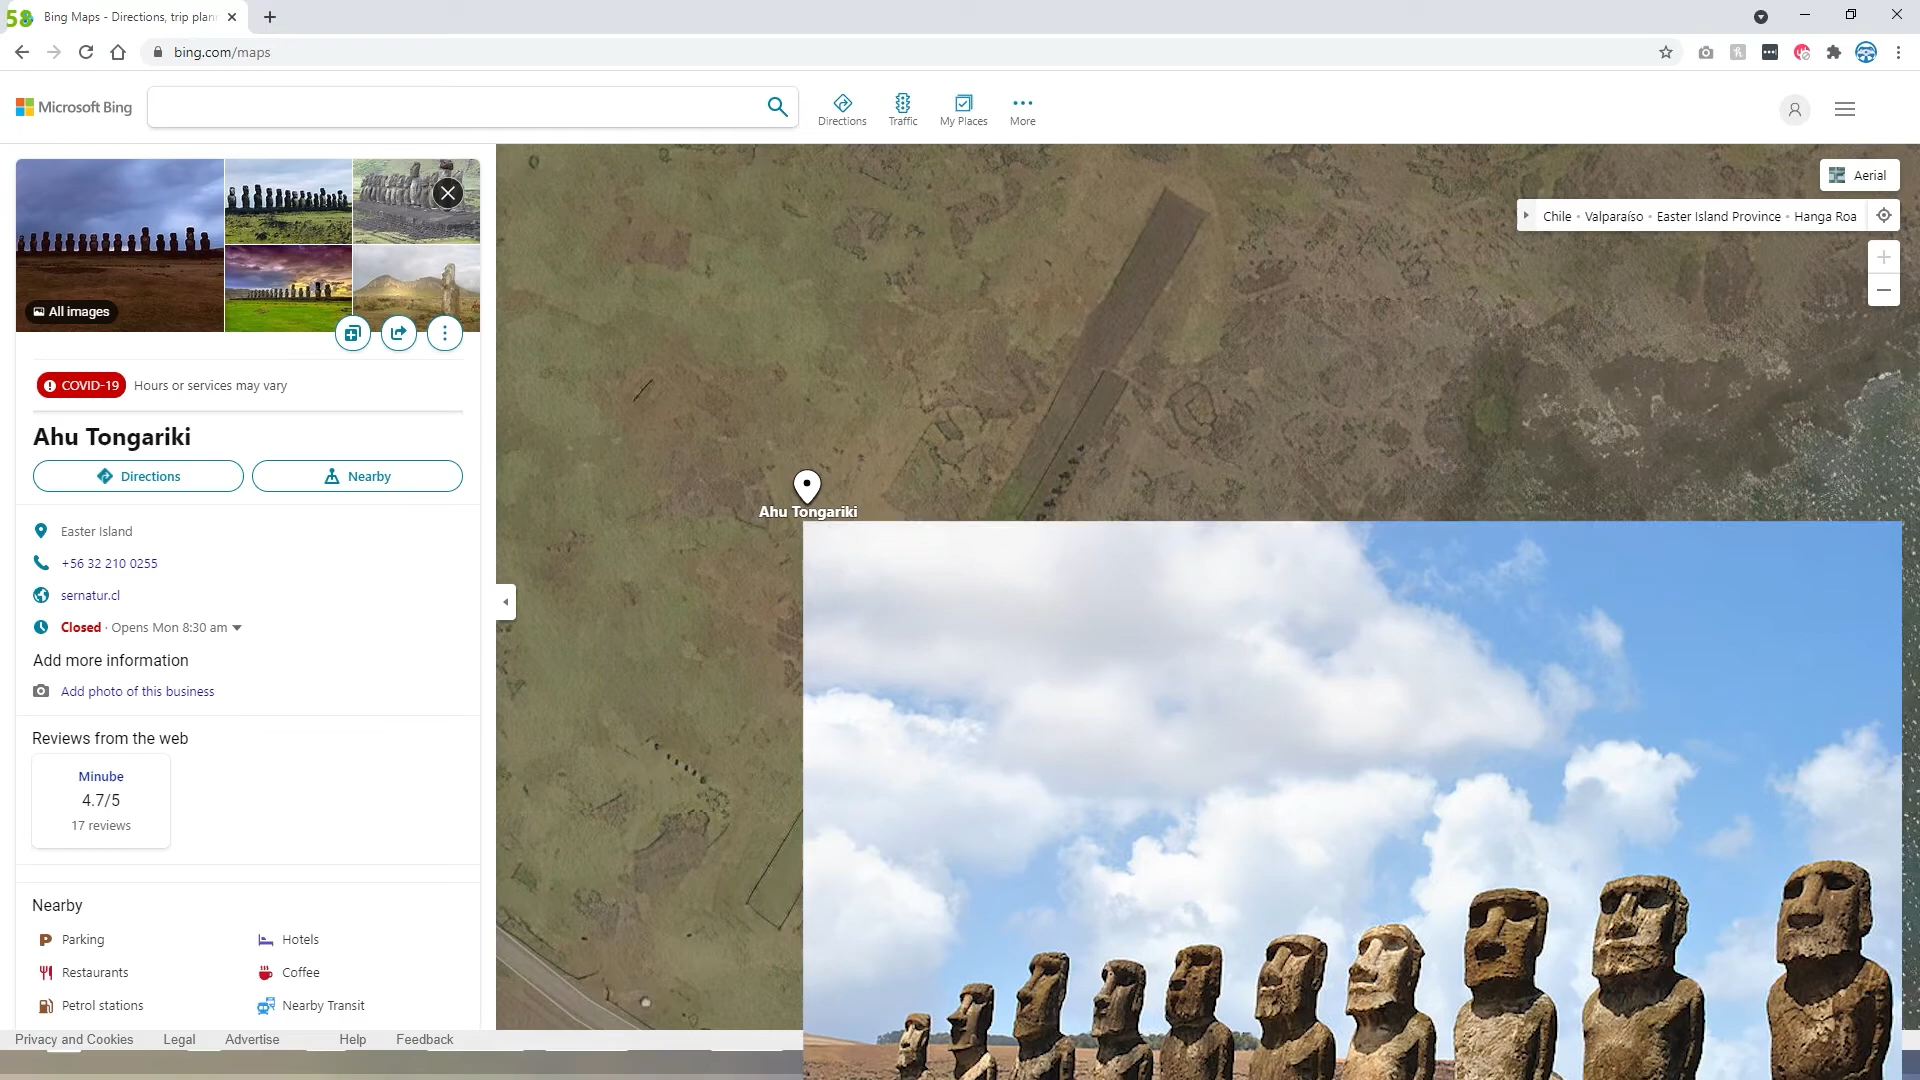 58
Bing Maps - Directions, trip plan
bing.com/maps
Microsoft Bing
Directions
Traffic
My Places
More
Aerial
Chile • Valparaíso • Easter Island Province • Hanga Roa
All images
COVID-19 Hours or services may vary
Ahu Tongariki
Directions
Nearby
Easter Island
+56 32 210 0255
sernatur.cl
Closed · Opens Mon 8:30 am
Add more information
Add photo of this business
Reviews from the web
Minube
4.7/5
17 reviews
Nearby
P Parking
Hotels
Restaurants
Coffee
Petrol stations
Nearby Transit
Privacy and Cookies
Legal
Advertise
Help
Feedback
Ahu Tongariki